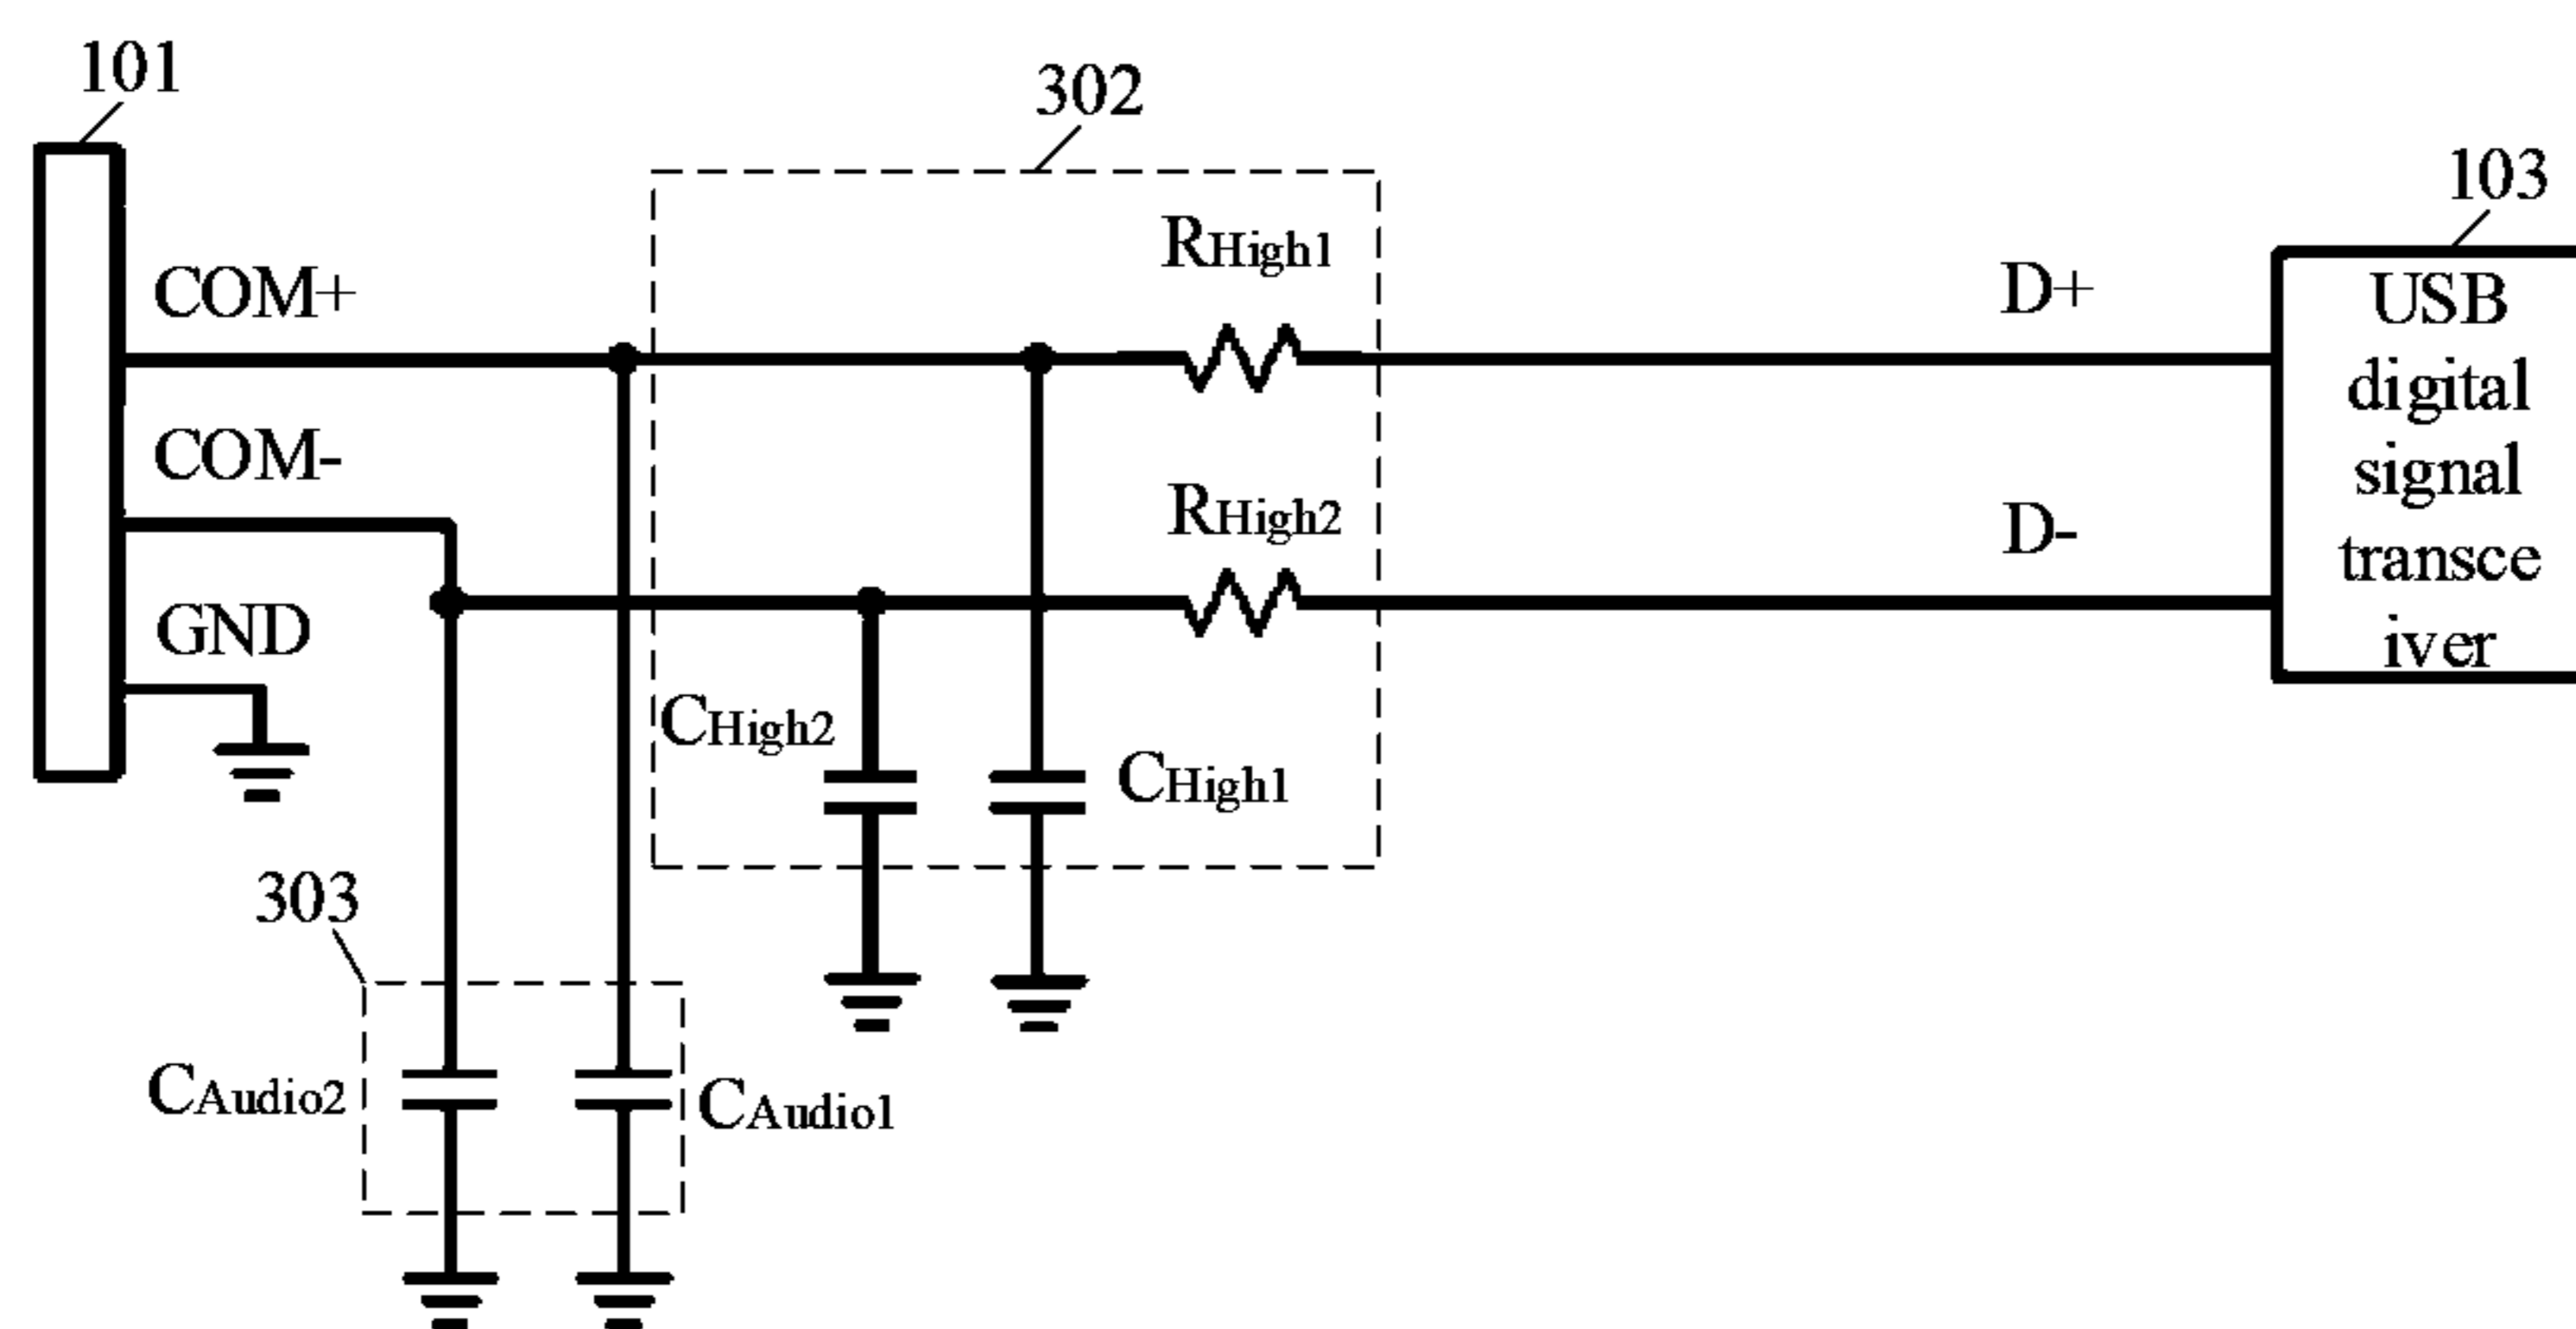 101
302
103
RHigh1
COM+
D+
USB
digital
signal
transce
iver
COM-
RHigh2
D-
GND
CHigh2
CHigh1
303
CAudio2
CAudio1